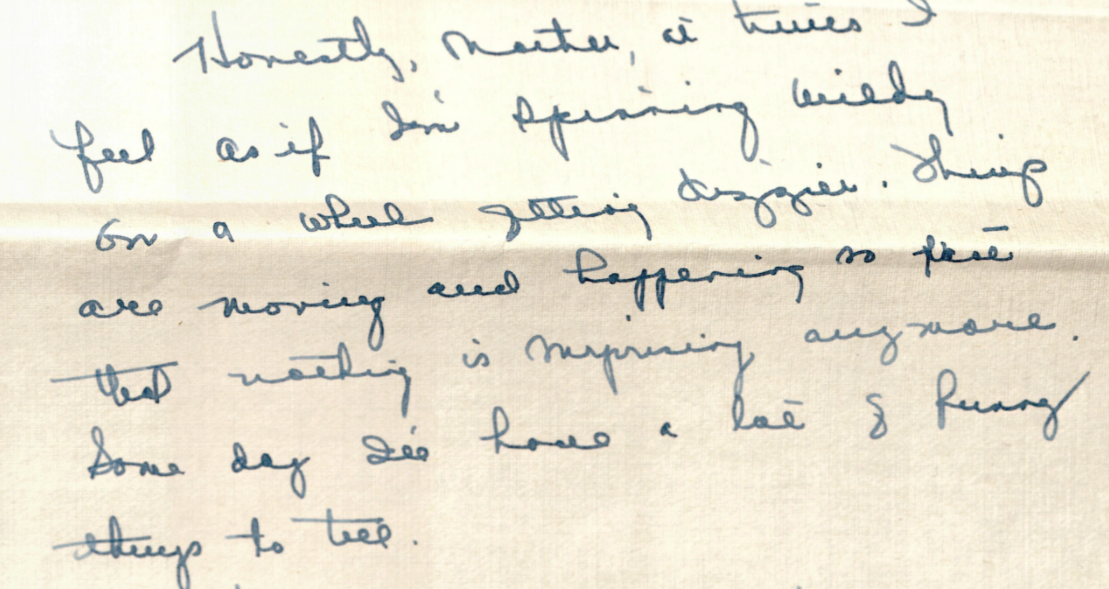 Honestly, Mother, at times I
feel as if I'm spinning wildly
on a wheel getting dizzier. Things
are moving and happening so fast
that nothing is surprising anymore.
Some day I'll have a lot of funny
things to tell.